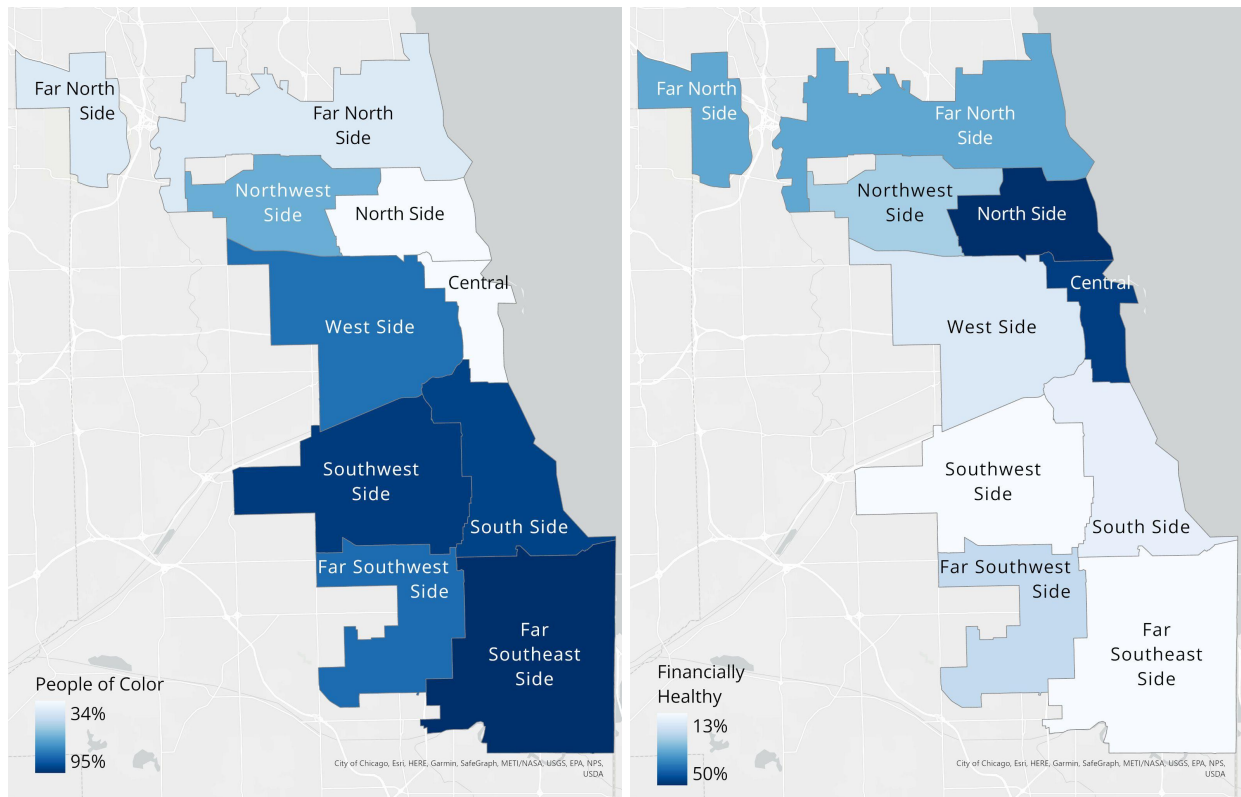 Far North
Side
Far North
Side
Northwest
Side
North Side
Central
West Side
Southwest
Side
South Side
Far Southwest
Side
Far
Southeast
Side
People of Color
34%
95%
City of Chicago, Esri, HERE, Garmin, SafeGraph, METI/NASA, USGS, EPA, NPS,
USDA
Far North
Side
Far North
Side
Northwest
Side
North Side
Central
West Side
Southwest
Side
South Side
Far Southwest
Side
Far
Southeast
Side
Financially
Healthy
13%
50%
City of Chicago, Esri, HERE, Garmin, SafeGraph, METI/NASA, USGS, EPA, NPS,
USDA